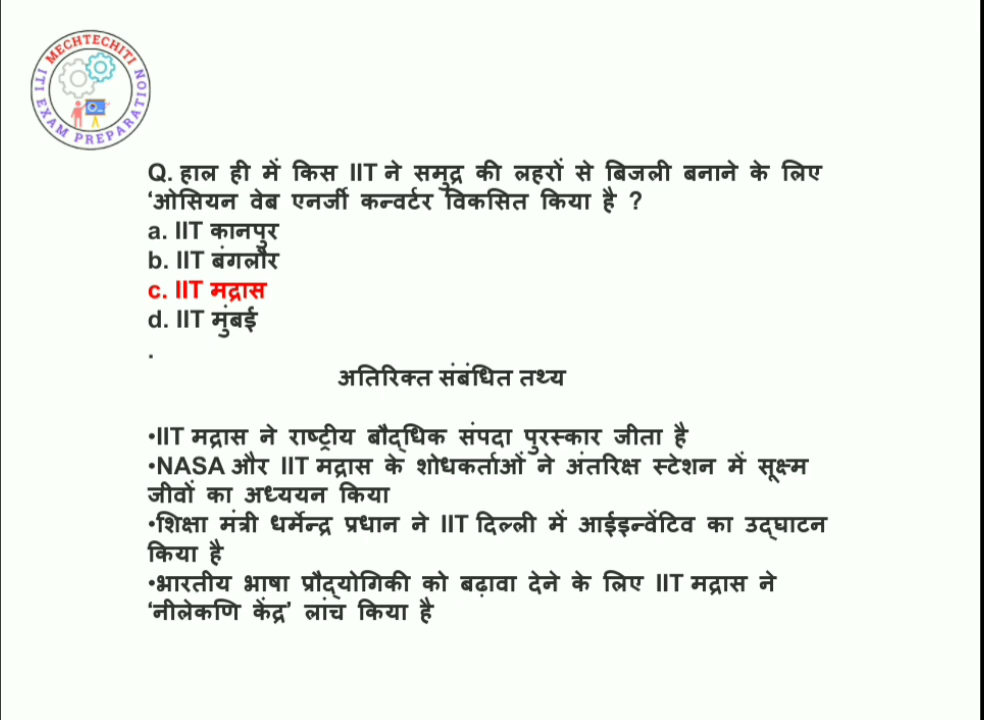 MECHTECHITI
ITI EXAM PREPARATION
Q. हाल ही में किस IIT ने समुद्र की लहरों से बिजली बनाने के लिए
‘ओसियन वेब एनर्जी कन्वर्टर विकसित किया है ?
a. IIT कानपुर
b. IIT बंगलौर
c. IIT मद्रास
d. IIT मुंबई
.
अतिरिक्त संबंधित तथ्य
•IIT मद्रास ने राष्ट्रीय बौद्धिक संपदा पुरस्कार जीता है
•NASA और IIT मद्रास के शोधकर्ताओं ने अंतरिक्ष स्टेशन में सूक्ष्म
जीवों का अध्ययन किया
•शिक्षा मंत्री धर्मेन्द्र प्रधान ने IIT दिल्ली में आईइन्वेंटिव का उद्घाटन
किया है
•भारतीय भाषा प्रौद्योगिकी को बढ़ावा देने के लिए IIT मद्रास ने
‘नीलेकणि केंद्र’ लांच किया है